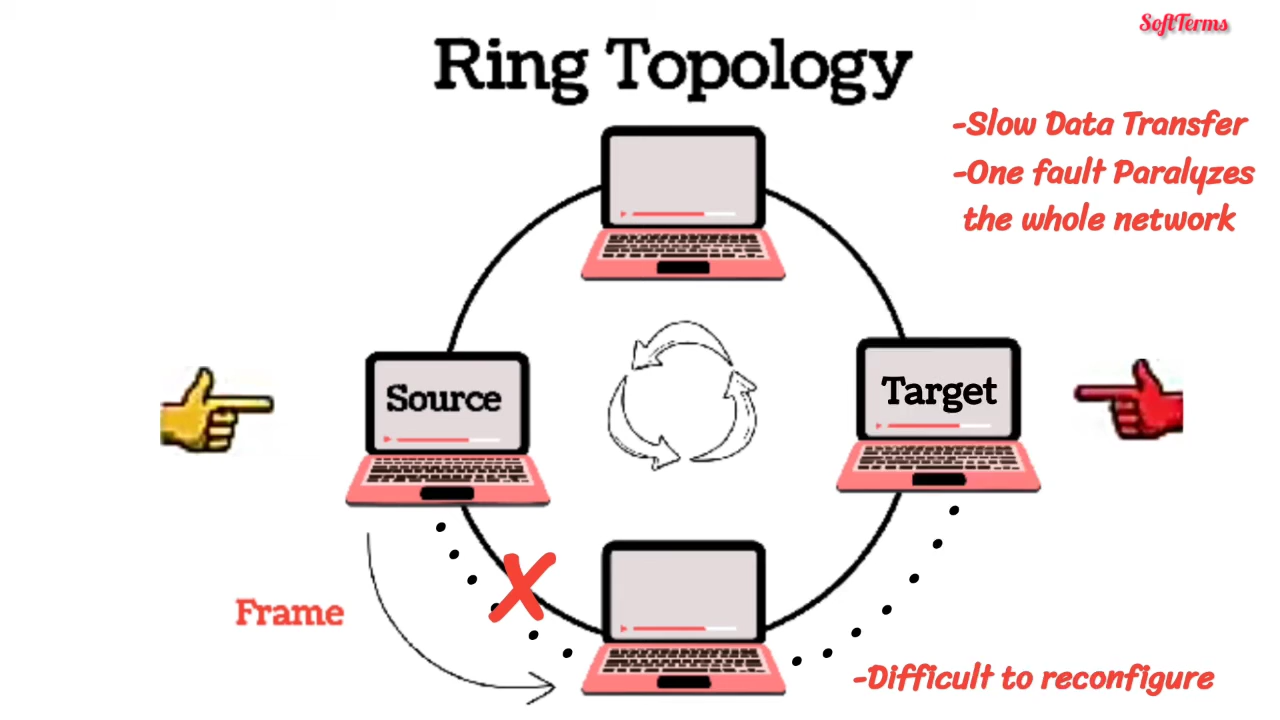 SoftTerms
Ring Topology
-Slow Data Transfer
-One fault Paralyzes
the whole network
Source
Target
Frame
-Difficult to reconfigure